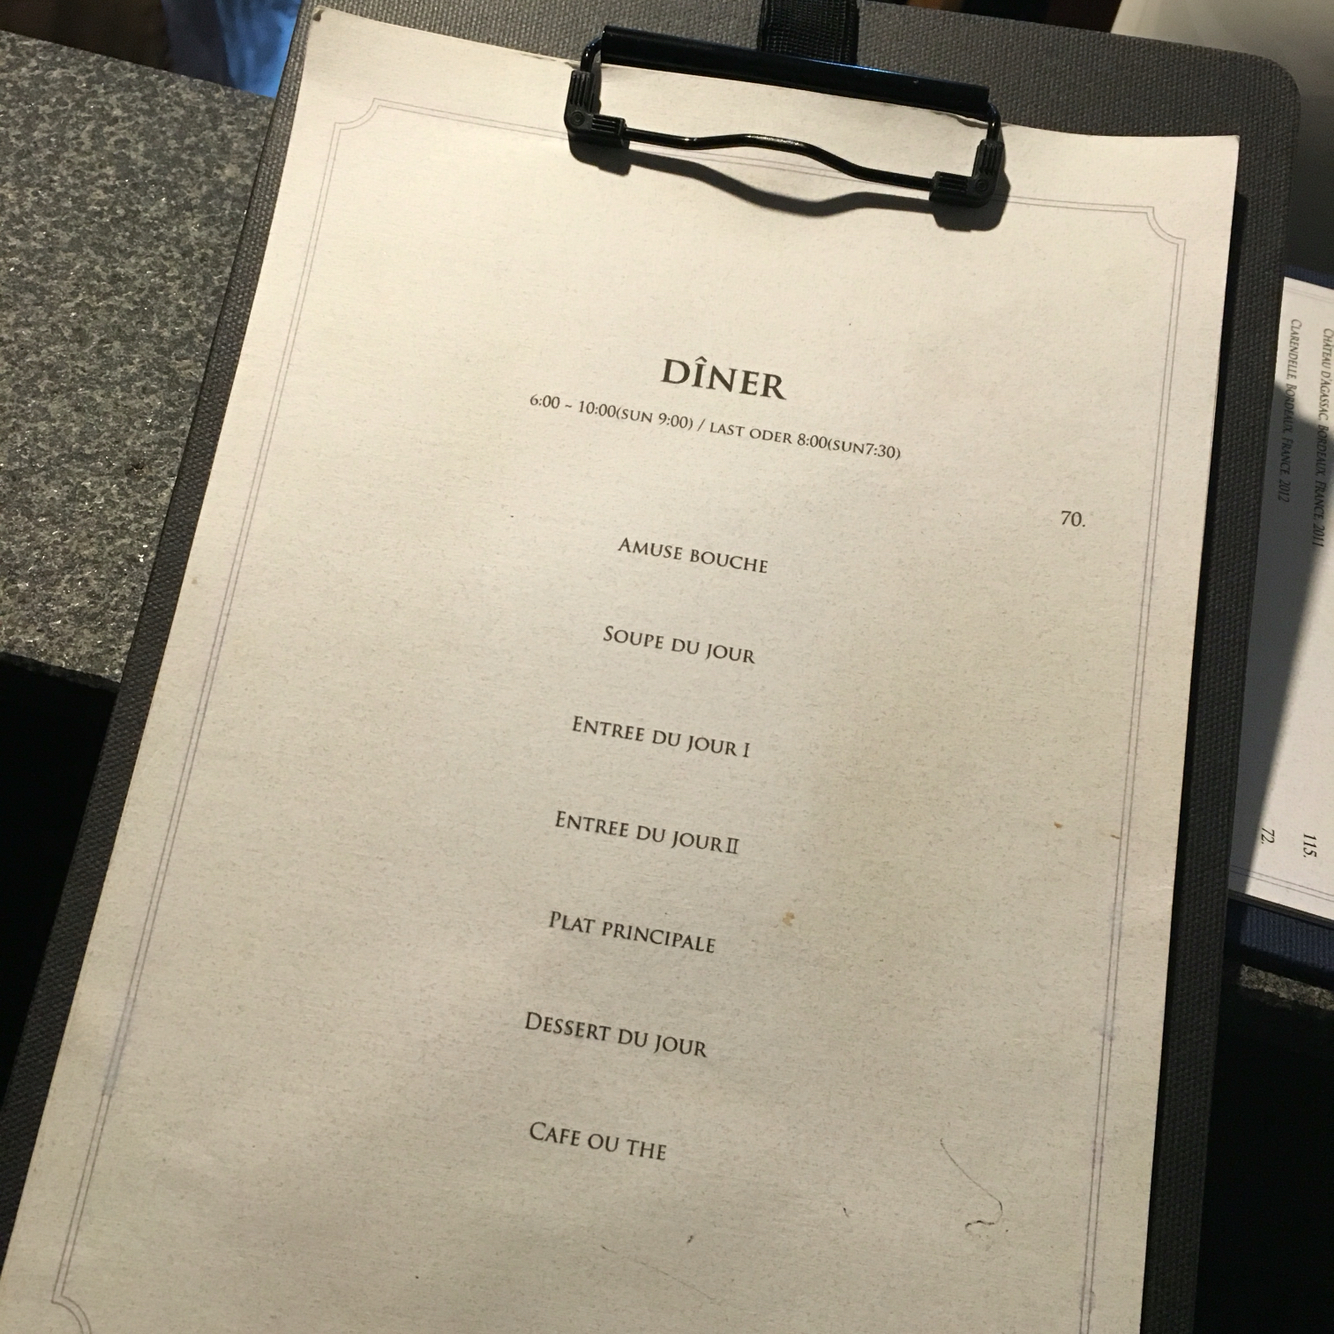 DÎNER
6:00 ~ 10:00(SUN 9:00) / LAST ODER 8:00(SUN7:30)
70.
AMUSE BOUCHE
SOUPE DU JOUR
ENTREE DU JOUR I
ENTREE DU JOUR II
PLAT PRINCIPALE
DESSERT DU JOUR
CAFE OU THE
CHÂTEAU D'AGASSAC, BORDEAUX, FRANCE, 2011 115.
CLARENDELLE, BORDEAUX, FRANCE, 2012 72.